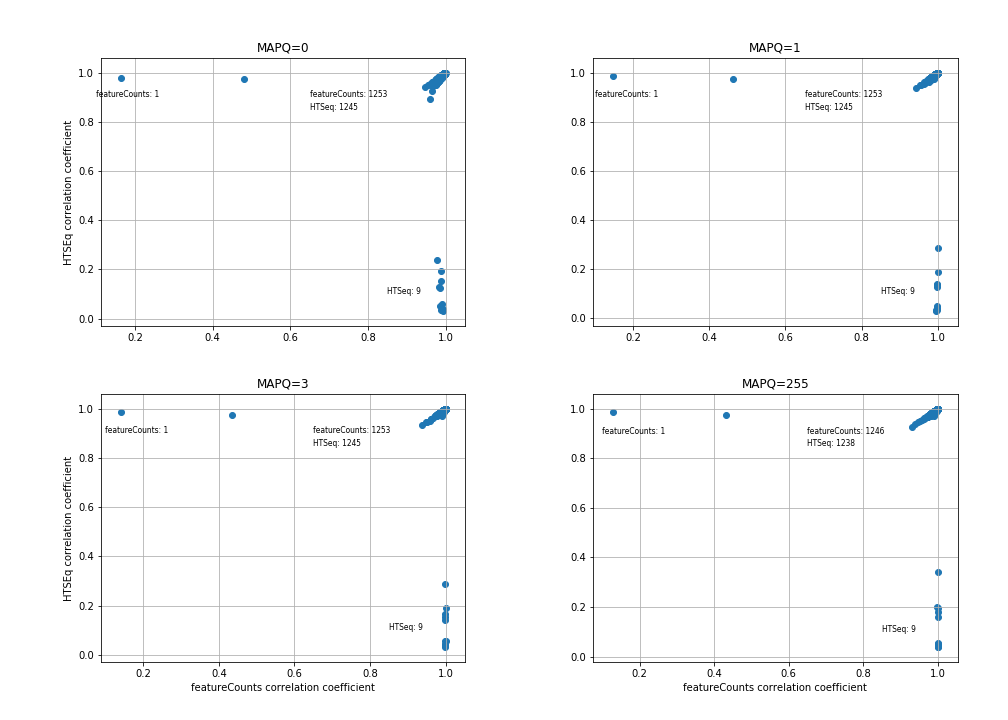 MAPQ=0
HTSEq correlation coefficient
1.0
0.8
0.6
0.4
0.2
0.0
featureCounts: 1
featureCounts: 1253
HTSeq: 1245
HTSeq: 9
0.2
0.4
0.6
0.8
1.0
MAPQ=1
1.0
0.8
0.6
0.4
0.2
0.0
featureCounts: 1
featureCounts: 1253
HTSeq: 1245
HTSeq: 9
0.2
0.4
0.6
0.8
1.0
MAPQ=3
HTSEq correlation coefficient
1.0
0.8
0.6
0.4
0.2
0.0
featureCounts: 1
featureCounts: 1253
HTSeq: 1245
HTSeq: 9
0.2
0.4
0.6
0.8
1.0
featureCounts correlation coefficient
MAPQ=255
1.0
0.8
0.6
0.4
0.2
0.0
featureCounts: 1
featureCounts: 1246
HTSeq: 1238
HTSeq: 9
0.2
0.4
0.6
0.8
1.0
featureCounts correlation coefficient